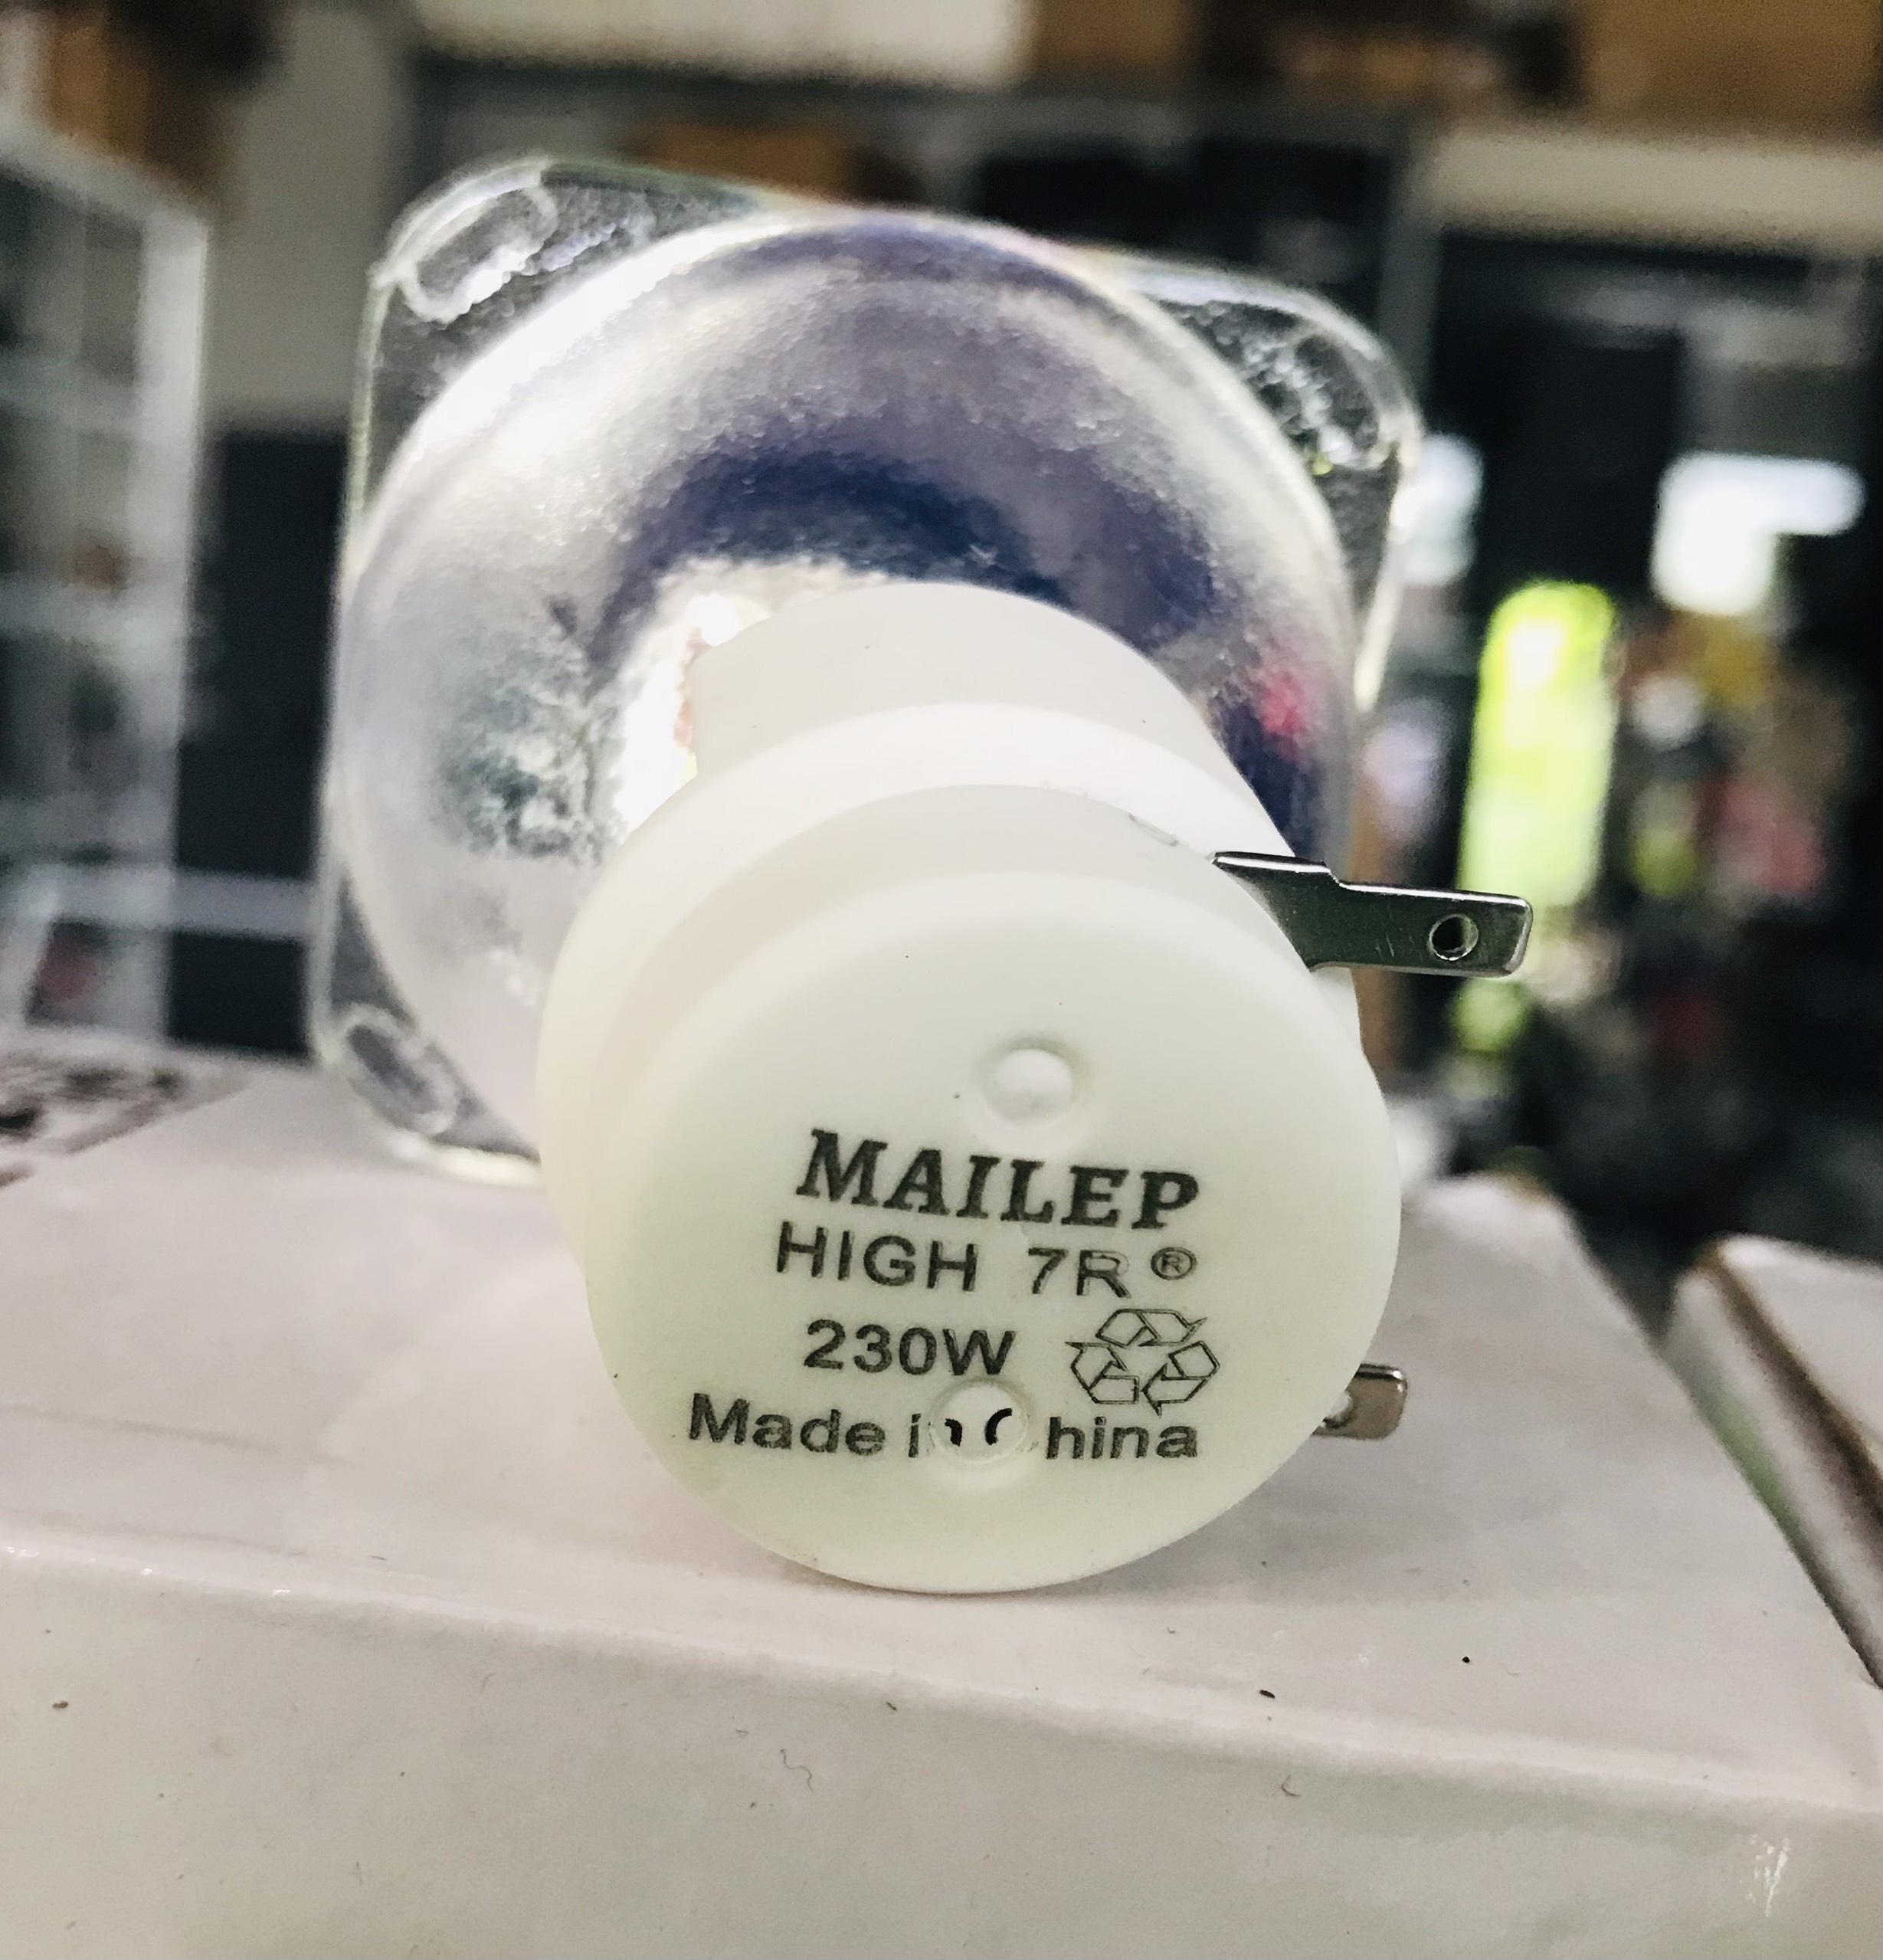 MAILEP
HIGH 7R ®
230W
Made in China